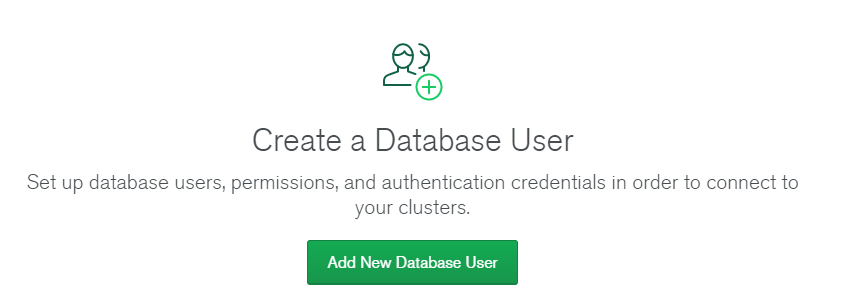 Create a Database User
Set up database users, permissions, and authentication credentials in order to connect to
your clusters.
Add New Database User